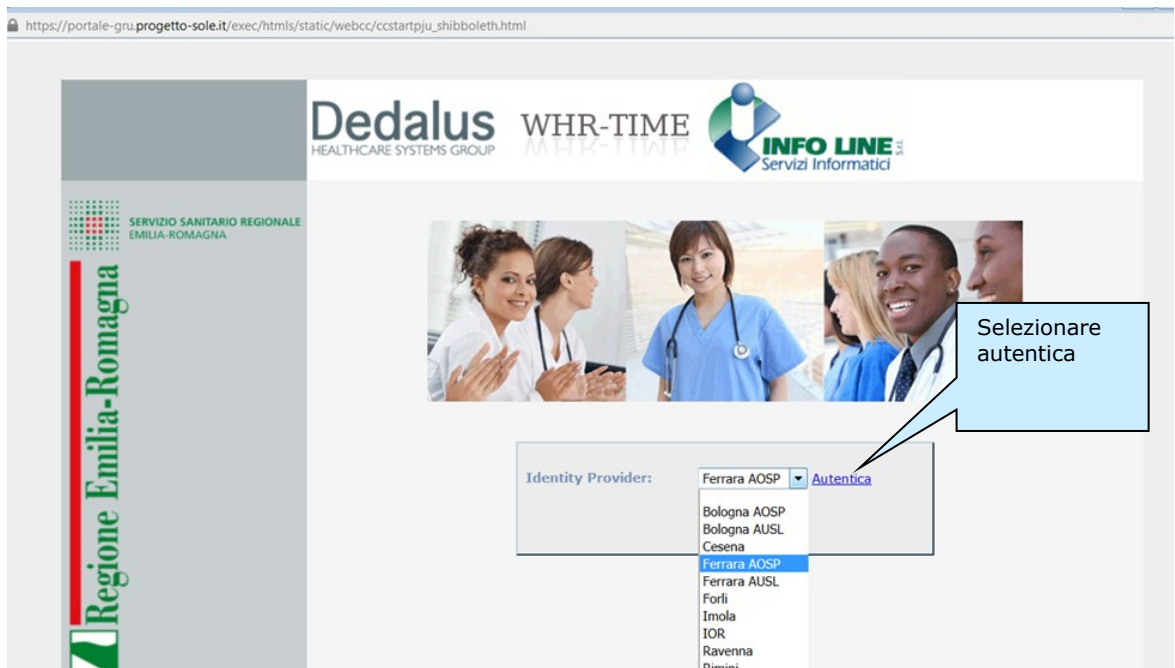 https://portale-gru.progetto-sole.it/exec/htmls/static/webcc/ccstartpju_shibboleth.html
Dedalus
HEALTHCARE SYSTEMS GROUP
WHR-TIME
INFO LINE S.r.l.
Servizi Informatici
SERVIZIO SANITARIO REGIONALE
EMILIA-ROMAGNA
Regione Emilia-Romagna
Selezionare
autentica
Identity Provider:
Ferrara AOSP
Autentica
Bologna AOSP
Bologna AUSL
Cesena
Ferrara AOSP
Ferrara AUSL
Forli
Imola
IOR
Ravenna
Rimini